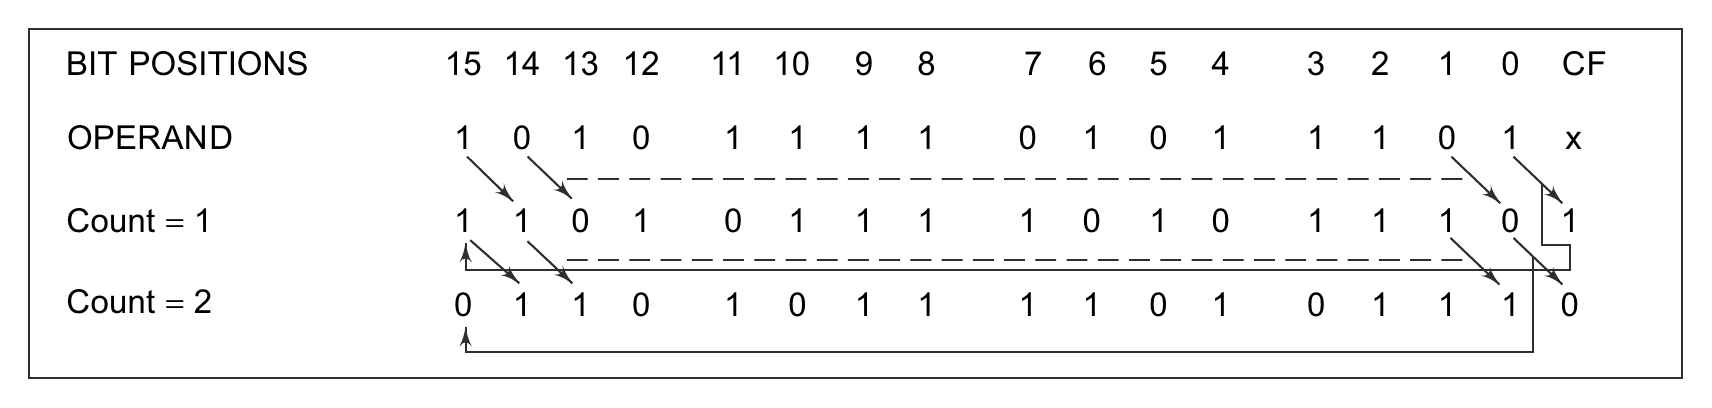 BIT POSITIONS 15 14 13 12 11 10 9 8 7 6 5 4 3 2 1 0 CF
OPERAND 1 0 1 0 1 1 1 1 0 1 0 1 1 1 0 1 x
Count = 1 1 1 0 1 0 1 1 1 1 0 1 0 1 1 1 0 1
Count = 2 0 1 1 0 1 0 1 1 1 1 0 1 0 1 1 1 0